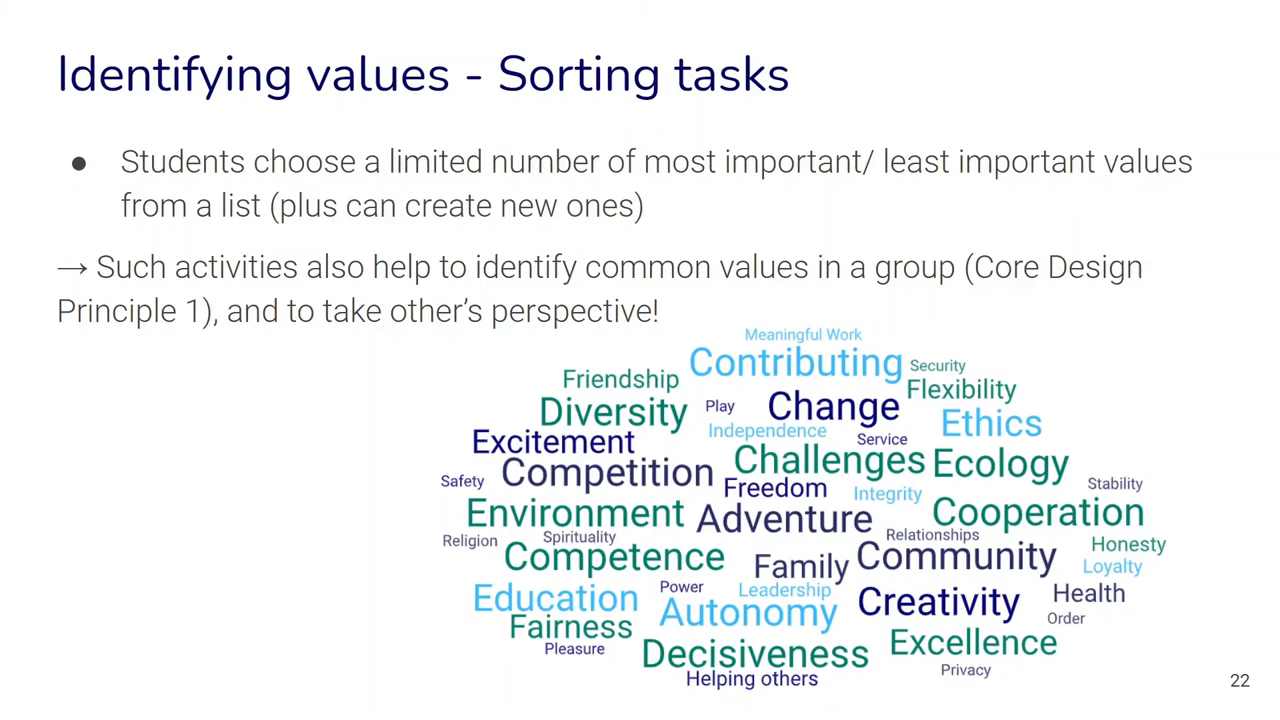 Identifying values - Sorting tasks
● Students choose a limited number of most important/ least important values
from a list (plus can create new ones)
→ Such activities also help to identify common values in a group (Core Design
Principle 1), and to take other’s perspective!
Meaningful Work
Contributing
Security
Friendship
Flexibility
Diversity
Play
Change
Ethics
Excitement
Independence
Service
Safety
Competition
Challenges
Ecology
Freedom
Integrity
Stability
Environment
Adventure
Cooperation
Religion
Spirituality
Relationships
Honesty
Competence
Family
Community
Loyalty
Education
Power
Leadership
Creativity
Health
Fairness
Autonomy
Order
Pleasure
Decisiveness
Excellence
Helping others
Privacy
22